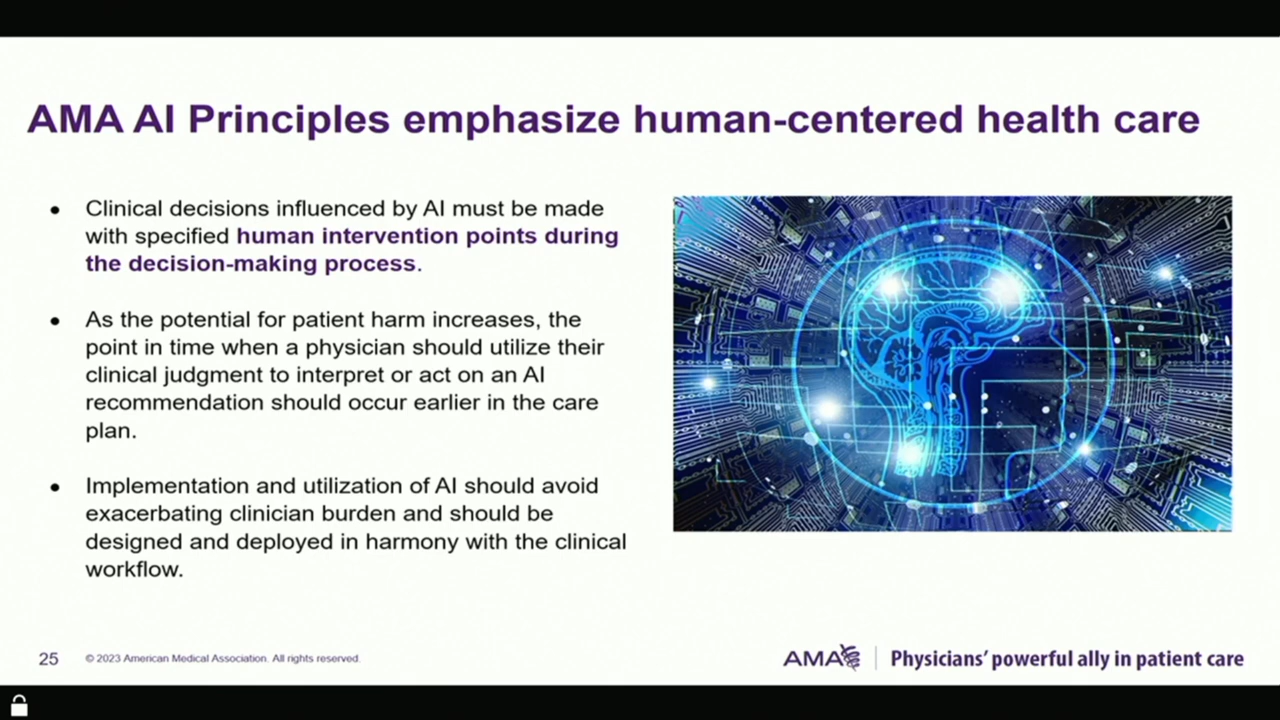 AMA AI Principles emphasize human-centered health care
• Clinical decisions influenced by AI must be made
with specified human intervention points during
the decision-making process.
• As the potential for patient harm increases, the
point in time when a physician should utilize their
clinical judgment to interpret or act on an AI
recommendation should occur earlier in the care
plan.
• Implementation and utilization of AI should avoid
exacerbating clinician burden and should be
designed and deployed in harmony with the clinical
workflow.
25 © 2023 American Medical Association. All rights reserved.
AMA Physicians’ powerful ally in patient care